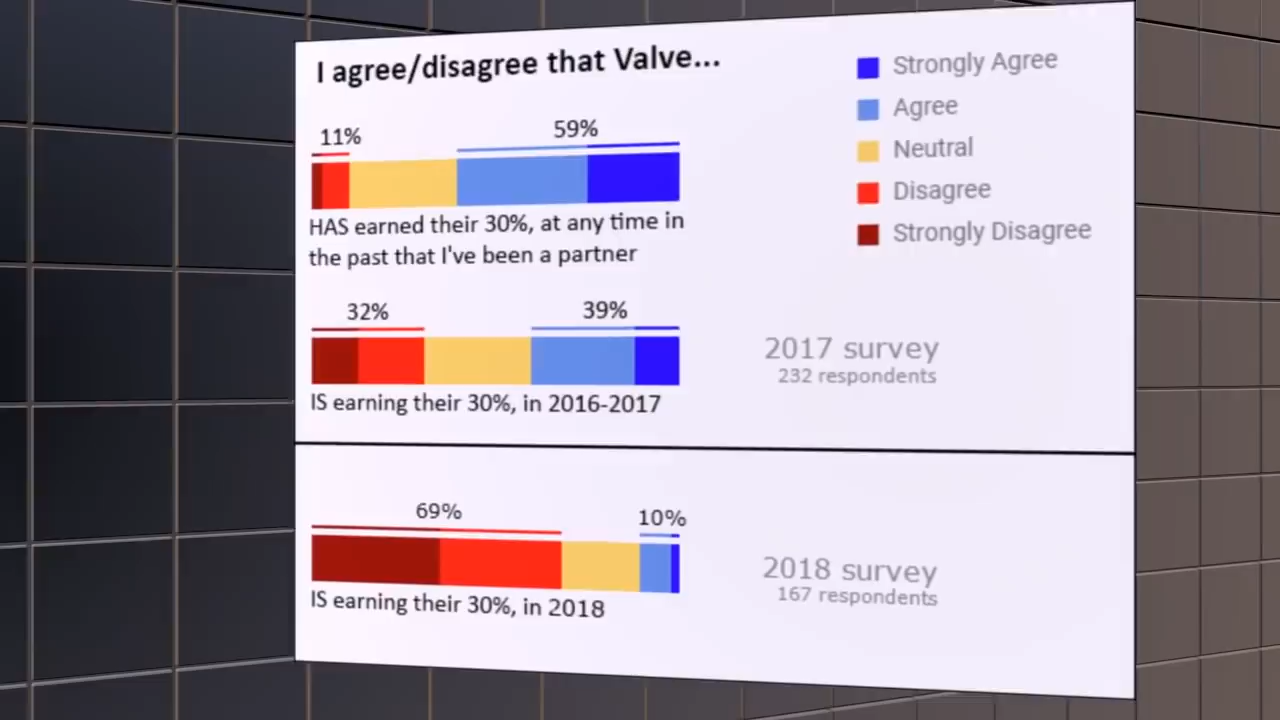 I agree/disagree that Valve...
Strongly Agree
Agree
Neutral
Disagree
Strongly Disagree
11%
59%
HAS earned their 30%, at any time in
the past that I've been a partner
32%
39%
IS earning their 30%, in 2016-2017
2017 survey
232 respondents
69%
10%
IS earning their 30%, in 2018
2018 survey
167 respondents